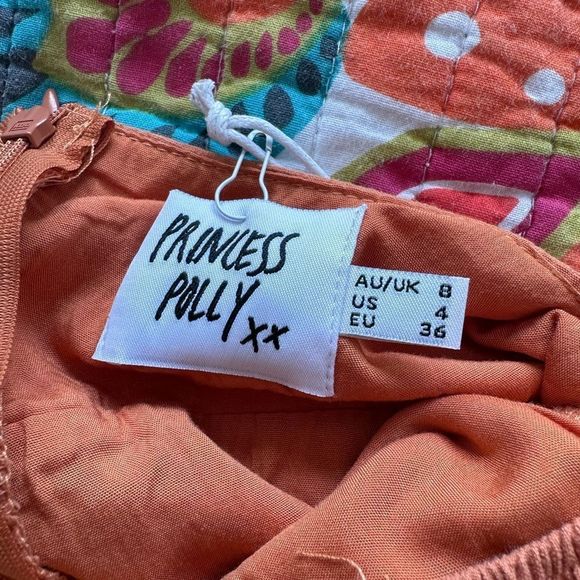 PRINCESS
POLLY xx
AU/UK 8
US 4
EU 36